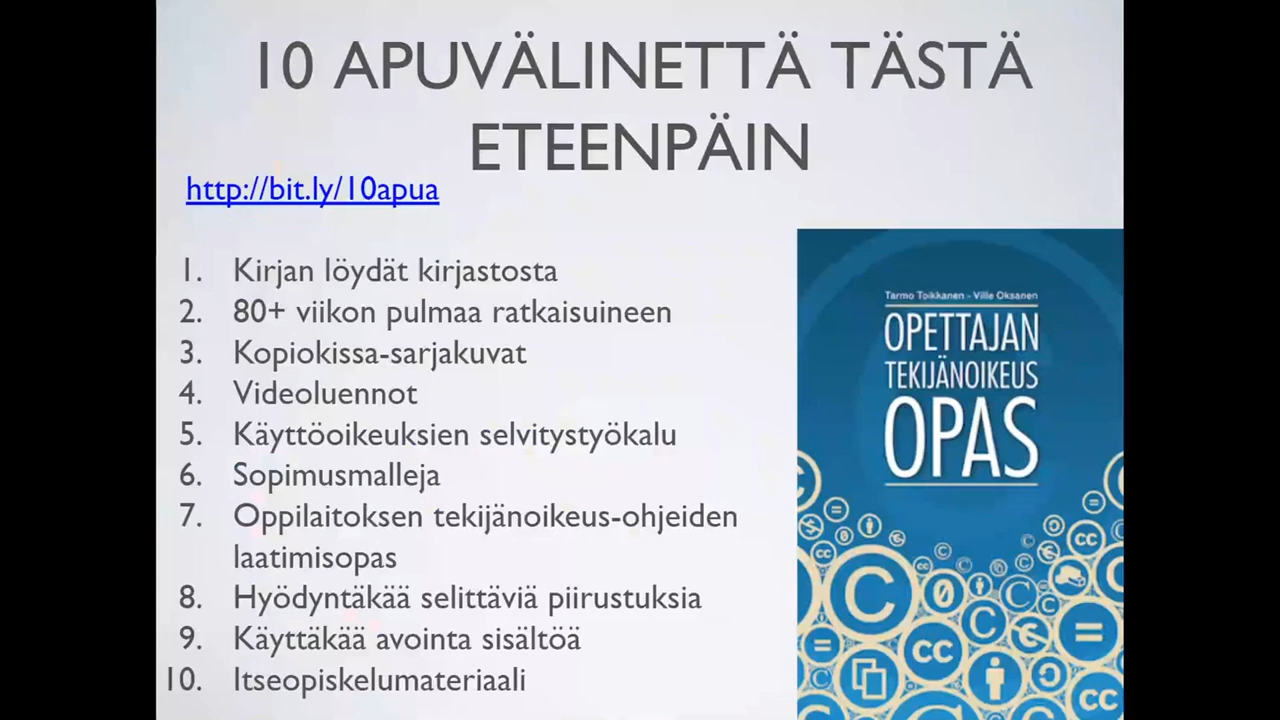 10 APUVÄLINETTÄ TÄSTÄ
ETEENPÄIN
http://bit.ly/10apua
1. Kirjan löydät kirjastosta
2. 80+ viikon pulmaa ratkaisuineen
3. Kopiokissa-sarjakuvat
4. Videoluennot
5. Käyttöoikeuksien selvitystyökalu
6. Sopimusmalleja
7. Oppilaitoksen tekijänoikeus-ohjeiden
laatimisopas
8. Hyödyntäkää selittäviä piirustuksia
9. Käyttäkää avointa sisältöä
10. Itseopiskelumateriaali
Tarmo Toikkanen - Ville Oksanen
OPETTAJAN
TEKIJÄNOIKEUS
OPAS